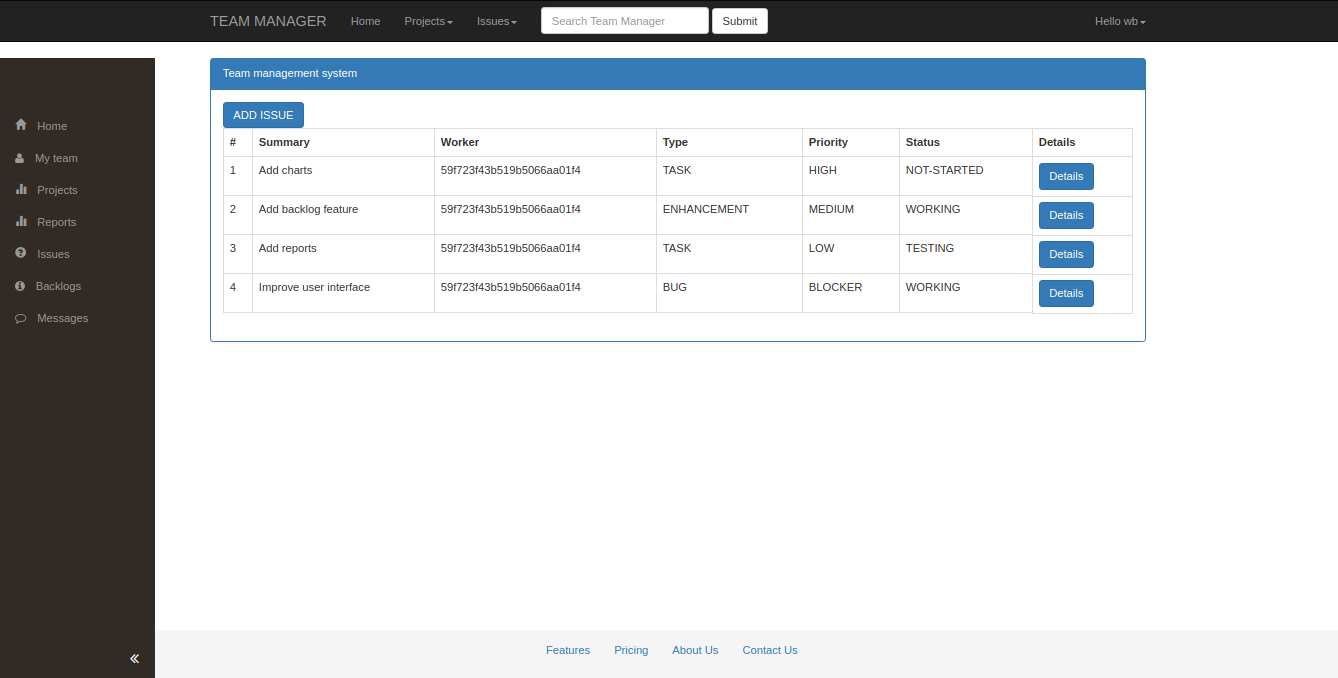 TEAM MANAGER Home Projects Issues Search Team Manager Submit Hello wb
Home
My team
Projects
Reports
Issues
Backlogs
Messages
Team management system
ADD ISSUE
# Summary Worker Type Priority Status Details
1 Add charts 59f723f43b519b5066aa01f4 TASK HIGH NOT-STARTED Details
2 Add backlog feature 59f723f43b519b5066aa01f4 ENHANCEMENT MEDIUM WORKING Details
3 Add reports 59f723f43b519b5066aa01f4 TASK LOW TESTING Details
4 Improve user interface 59f723f43b519b5066aa01f4 BUG BLOCKER WORKING Details
Features Pricing About Us Contact Us